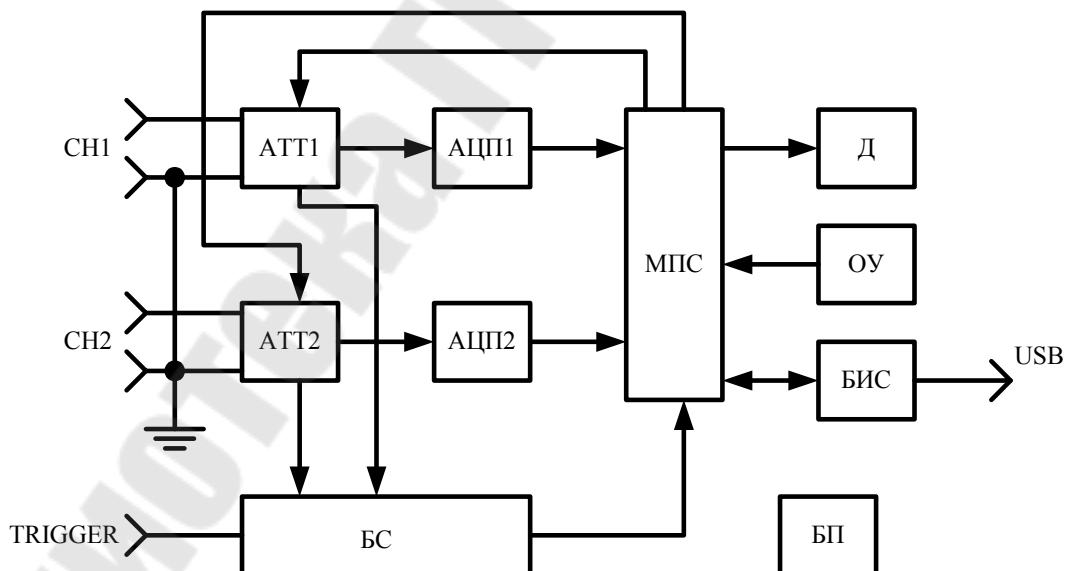 CH1
АТТ1
АЦП1
Д
МПС
ОУ
CH2
АТТ2
АЦП2
БИС
USB
TRIGGER
БС
БП